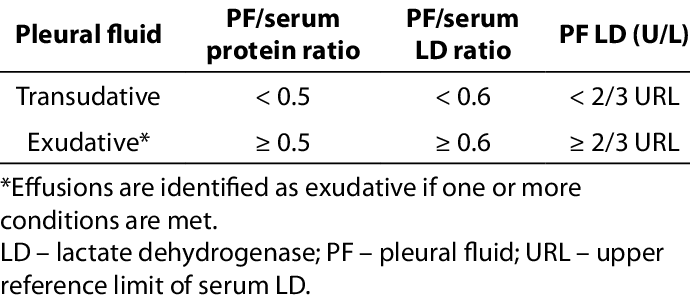 Pleural fluid PF/serum protein ratio PF/serum LD ratio PF LD (U/L)
Transudative < 0.5 < 0.6 < 2/3 URL
Exudative* ≥ 0.5 ≥ 0.6 ≥ 2/3 URL
*Effusions are identified as exudative if one or more
conditions are met.
LD – lactate dehydrogenase; PF – pleural fluid; URL – upper
reference limit of serum LD.